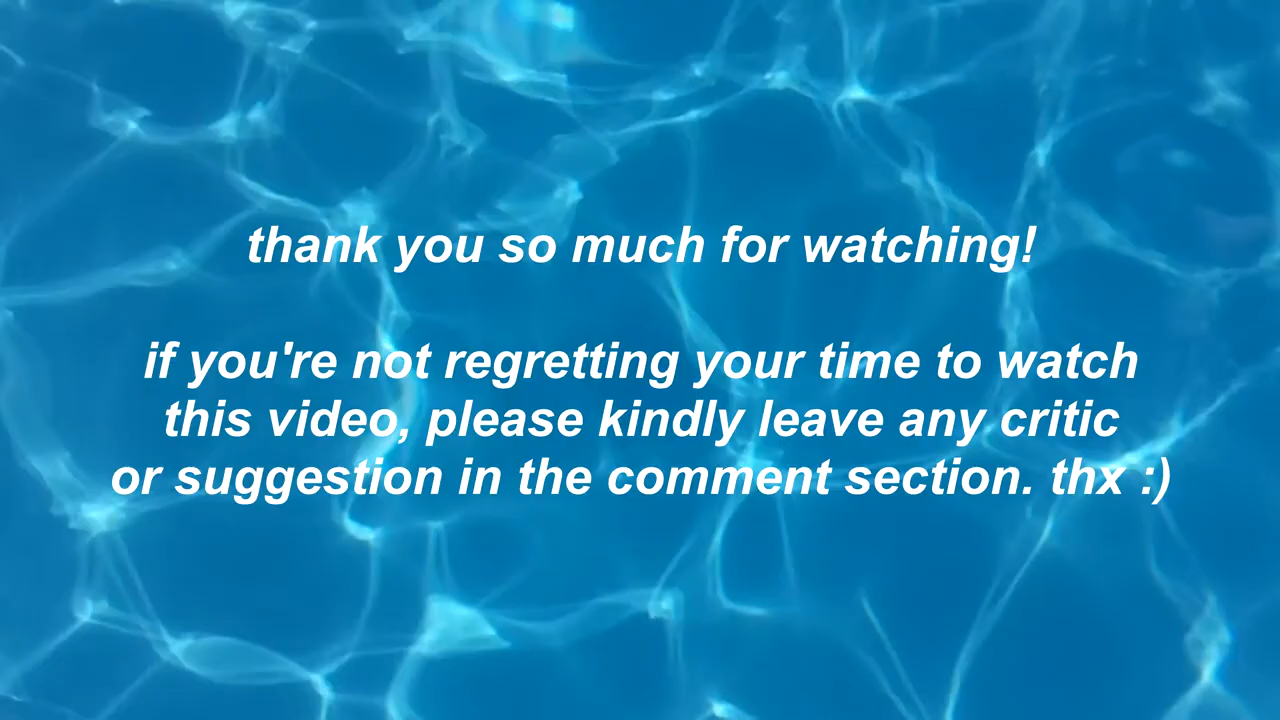 thank you so much for watching!
if you're not regretting your time to watch
this video, please kindly leave any critic
or suggestion in the comment section. thx :)